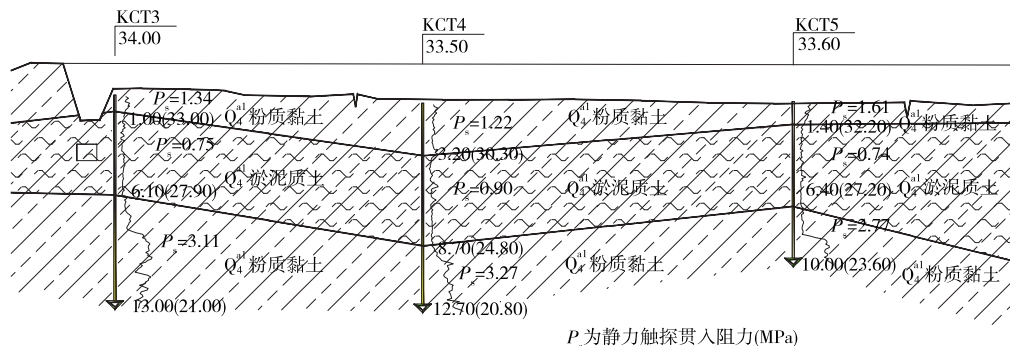 KCT3
34.00
KCT4
33.50
KCT5
33.60
Ps=1.34
1.00(33.00)
Q4al粉质黏土
Ps=0.75
Q4al淤泥质土
6.10(27.90)
Ps=3.11
Q4al粉质黏土
13.00(21.00)
Ps=1.22
Q4al粉质黏土
3.20(30.30)
Ps=0.90
Q4al淤泥质土
8.70(24.80)
Ps=3.27
Q4al粉质黏土
12.70(20.80)
Ps=1.61
1.40(32.20)
Q4al粉质黏土
Ps=0.74
6.40(27.20)
Q4al淤泥质土
Ps=2.77
10.00(23.60)
Q4al粉质黏土
Ps为静力触探贯入阻力(MPa)